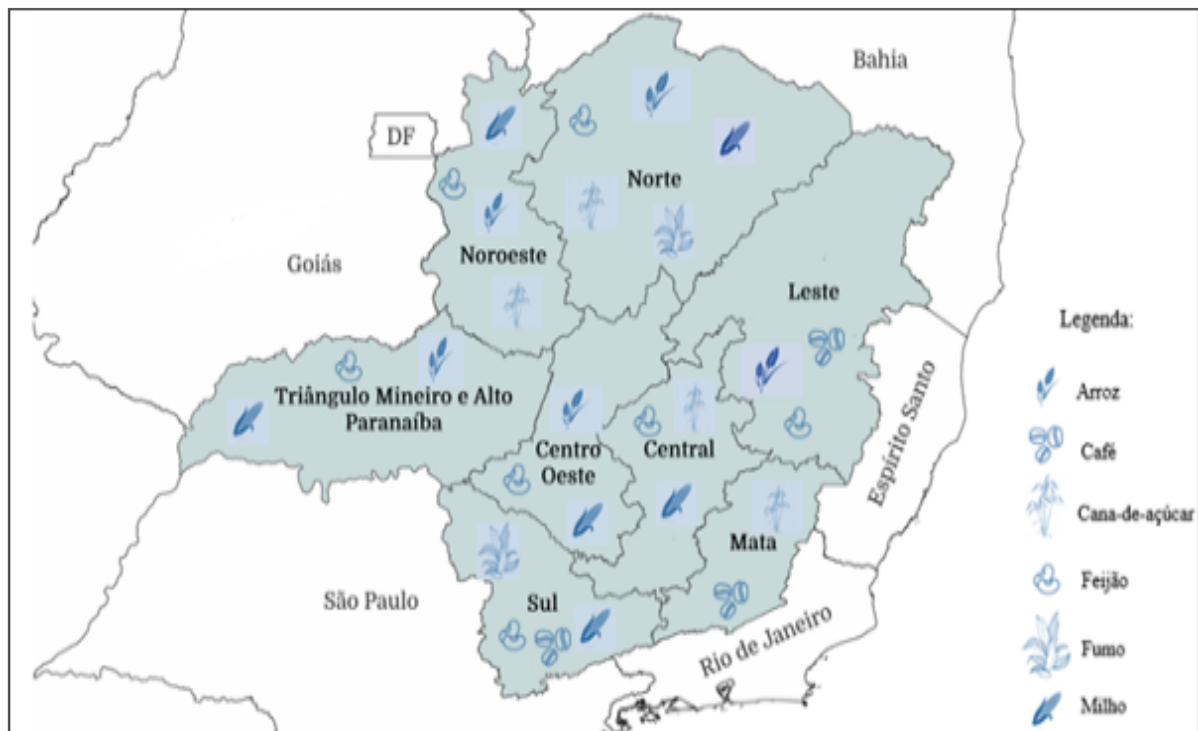 Bahia
DF
Norte
Goiás
Noroeste
Leste
Legenda:
Triângulo Mineiro e Alto
Paranaíba
Arroz
Centro
Oeste
Central
Café
Espírito Santo
Cana-de-açúcar
Mata
São Paulo
Sul
Feijão
Rio de Janeiro
Fumo
Milho